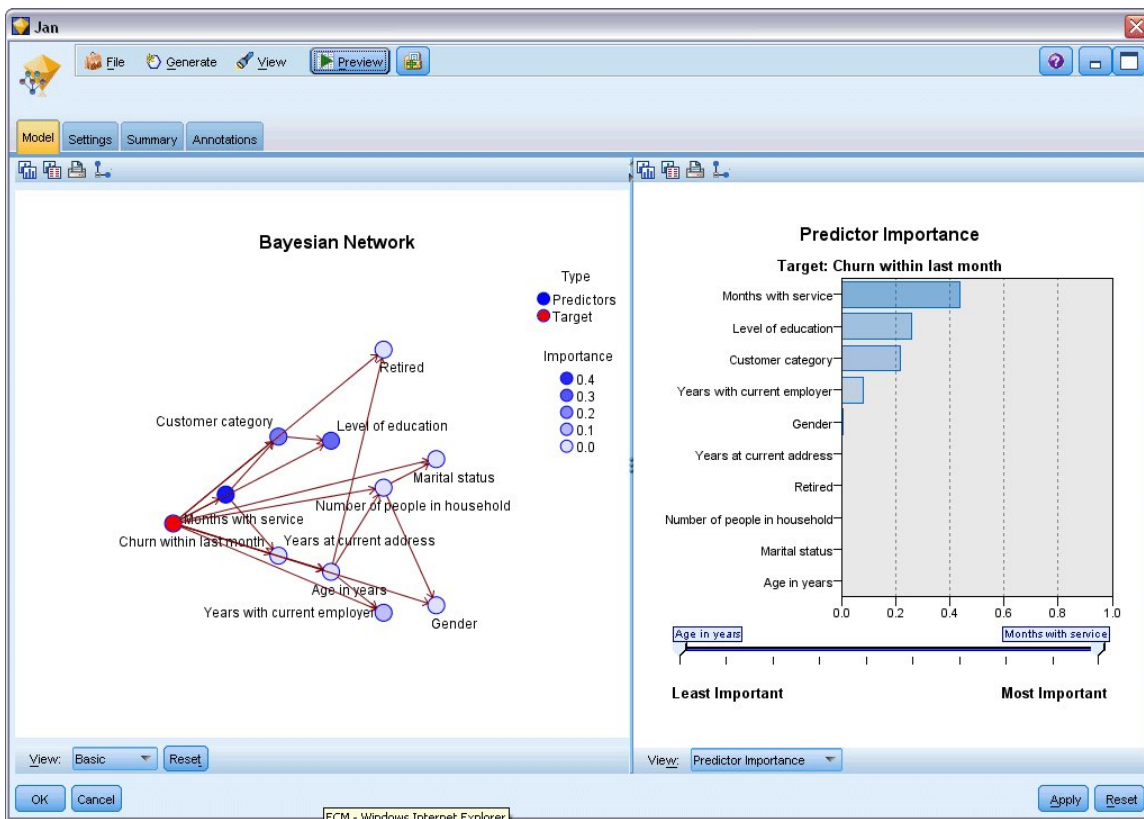 Jan
File Generate View Preview
Model Settings Summary Annotations
Bayesian Network
Type
Predictors
Target
Importance
0.4
0.3
0.2
0.1
0.0
Retired
Customer category
Level of education
Marital status
Number of people in household
Months with service
Churn within last month
Years at current address
Age in years
Years with current employer
Gender
View: Basic Reset
Predictor Importance
Target: Churn within last month
Months with service
Level of education
Customer category
Years with current employer
Gender
Years at current address
Retired
Number of people in household
Marital status
Age in years
0.0 0.2 0.4 0.6 0.8 1.0
Age in years Months with service
Least Important Most Important
View: Predictor Importance
OK Cancel Apply Reset
ECM - Windows Internet Explorer